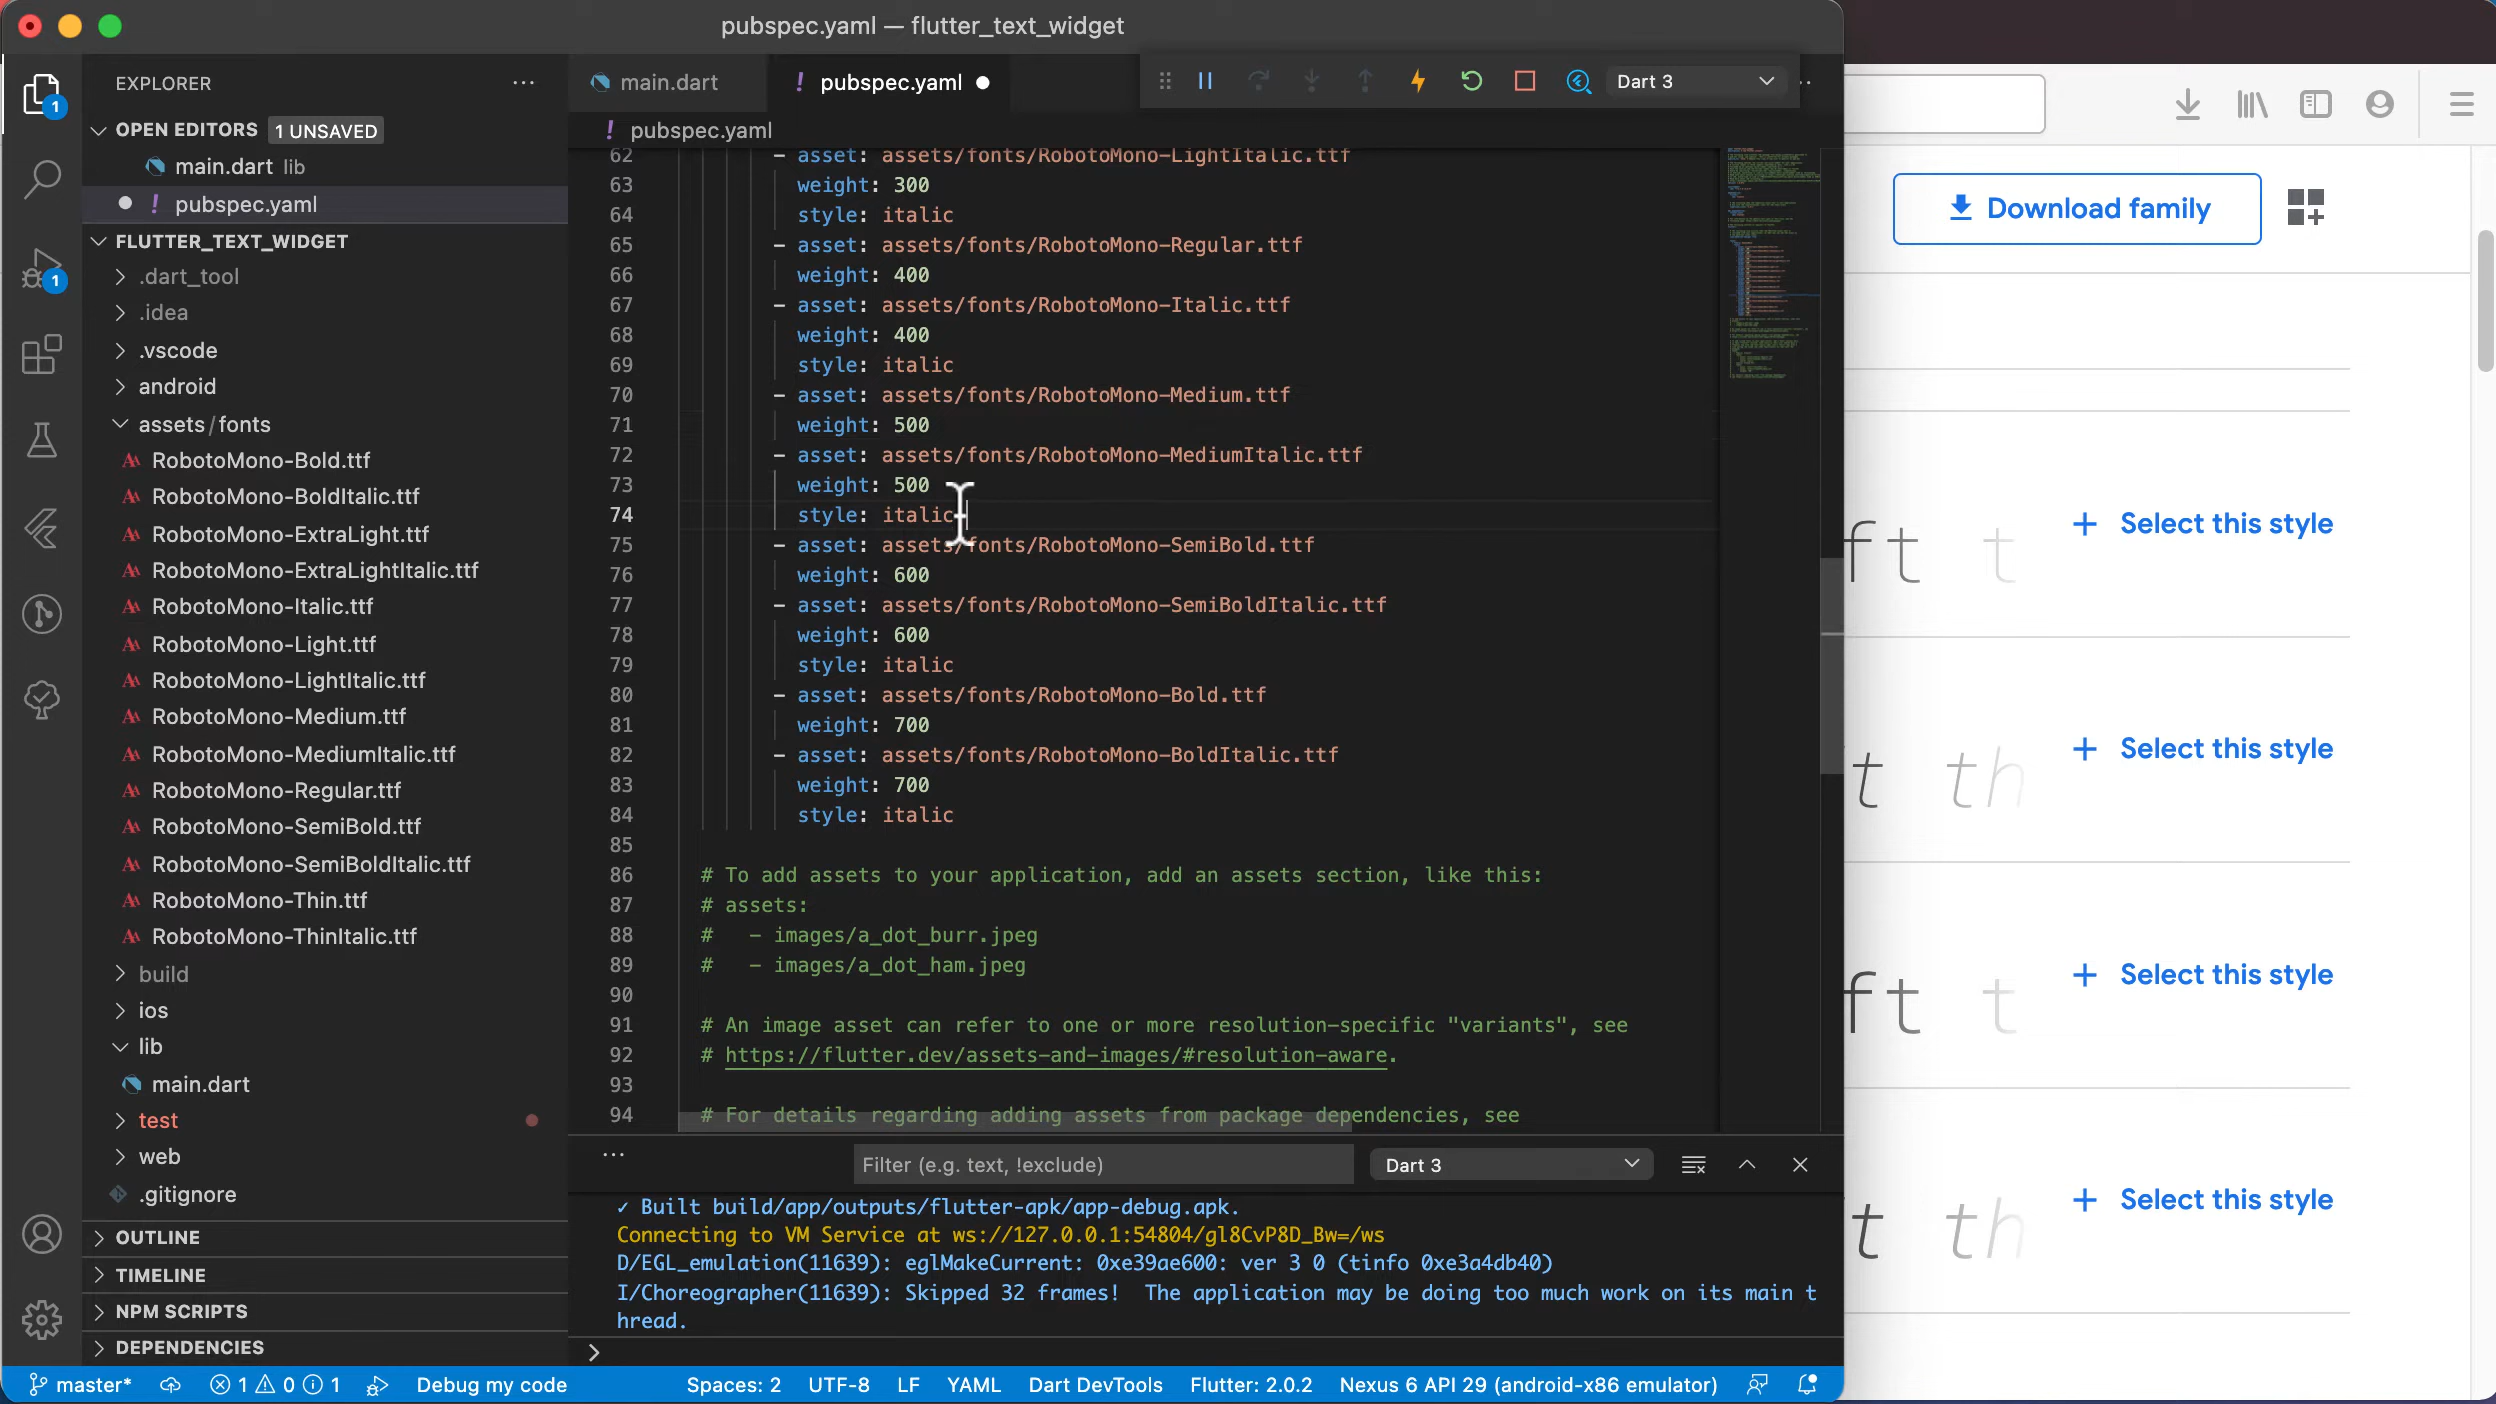 pubspec.yaml — flutter_text_widget
EXPLORER
main.dart
pubspec.yaml
Dart 3
OPEN EDITORS 1 UNSAVED
pubspec.yaml
main.dart lib
pubspec.yaml
FLUTTER_TEXT_WIDGET
.dart_tool
.idea
.vscode
android
assets/fonts
RobotoMono-Bold.ttf
RobotoMono-BoldItalic.ttf
RobotoMono-ExtraLight.ttf
RobotoMono-ExtraLightItalic.ttf
RobotoMono-Italic.ttf
RobotoMono-Light.ttf
RobotoMono-LightItalic.ttf
RobotoMono-Medium.ttf
RobotoMono-MediumItalic.ttf
RobotoMono-Regular.ttf
RobotoMono-SemiBold.ttf
RobotoMono-SemiBoldItalic.ttf
RobotoMono-Thin.ttf
RobotoMono-ThinItalic.ttf
build
ios
lib
main.dart
test
web
.gitignore
OUTLINE
TIMELINE
NPM SCRIPTS
DEPENDENCIES
62 - asset: assets/fonts/RobotoMono-LightItalic.ttf
63 weight: 300
64 style: italic
65 - asset: assets/fonts/RobotoMono-Regular.ttf
66 weight: 400
67 - asset: assets/fonts/RobotoMono-Italic.ttf
68 weight: 400
69 style: italic
70 - asset: assets/fonts/RobotoMono-Medium.ttf
71 weight: 500
72 - asset: assets/fonts/RobotoMono-MediumItalic.ttf
73 weight: 500
74 style: italic
75 - asset: assets/fonts/RobotoMono-SemiBold.ttf
76 weight: 600
77 - asset: assets/fonts/RobotoMono-SemiBoldItalic.ttf
78 weight: 600
79 style: italic
80 - asset: assets/fonts/RobotoMono-Bold.ttf
81 weight: 700
82 - asset: assets/fonts/RobotoMono-BoldItalic.ttf
83 weight: 700
84 style: italic
85
86 # To add assets to your application, add an assets section, like this:
87 # assets:
88 # - images/a_dot_burr.jpeg
89 # - images/a_dot_ham.jpeg
90
91 # An image asset can refer to one or more resolution-specific "variants", see
92 # https://flutter.dev/assets-and-images/#resolution-aware.
93
94 # For details regarding adding assets from package dependencies, see
Filter (e.g. text, !exclude)
Dart 3
✓ Built build/app/outputs/flutter-apk/app-debug.apk.
Connecting to VM Service at ws://127.0.0.1:54804/gl8CvP8D_Bw=/ws
D/EGL_emulation(11639): eglMakeCurrent: 0xe39ae600: ver 3 0 (tinfo 0xe3a4db40)
I/Choreographer(11639): Skipped 32 frames! The application may be doing too much work on its main t
hread.
master* 1 0 1 Debug my code Spaces: 2 UTF-8 LF YAML Dart DevTools Flutter: 2.0.2 Nexus 6 API 29 (android-x86 emulator)
Download family
ft t + Select this style
t th + Select this style
ft t + Select this style
t th + Select this style